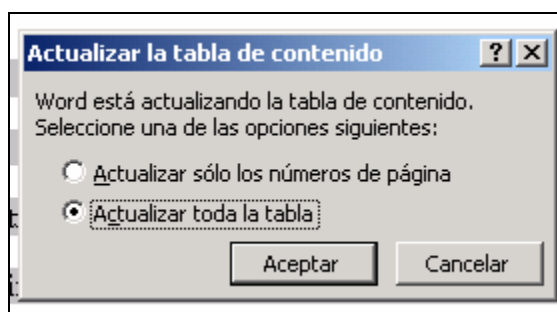 Actualizar la tabla de contenido
Word está actualizando la tabla de contenido.
Seleccione una de las opciones siguientes:
Actualizar sólo los números de página
Actualizar toda la tabla
Aceptar Cancelar